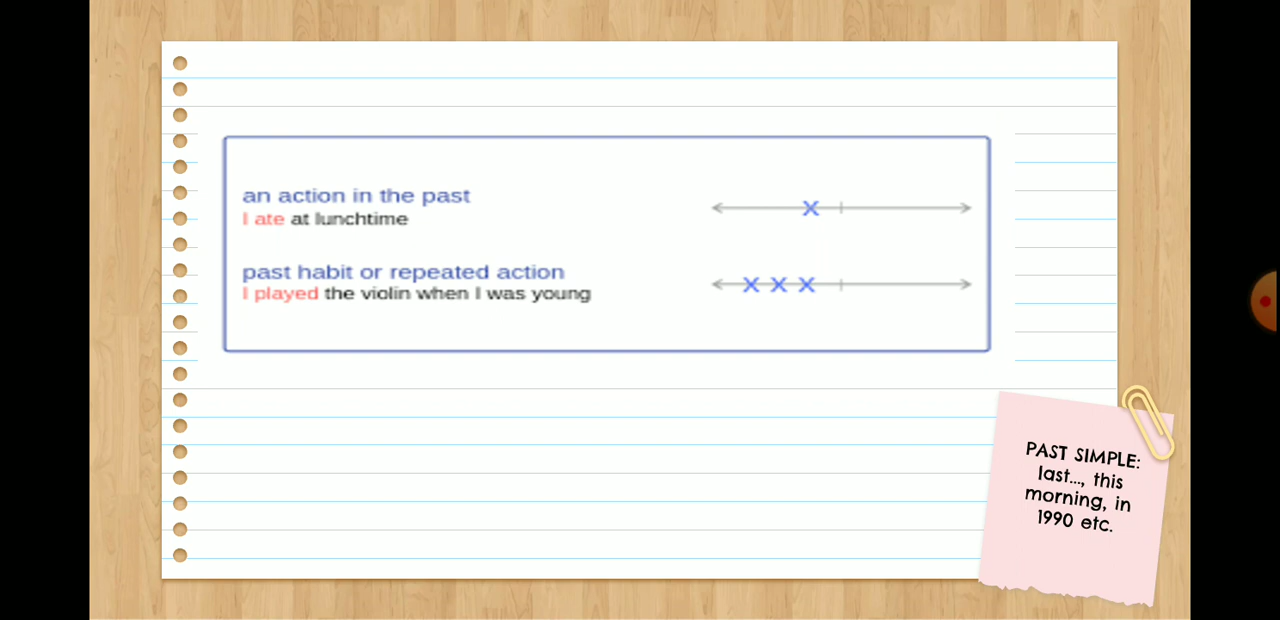 an action in the past
I ate at lunchtime
past habit or repeated action
I played the violin when I was young
PAST SIMPLE:
last..., this
morning, in
1990 etc.